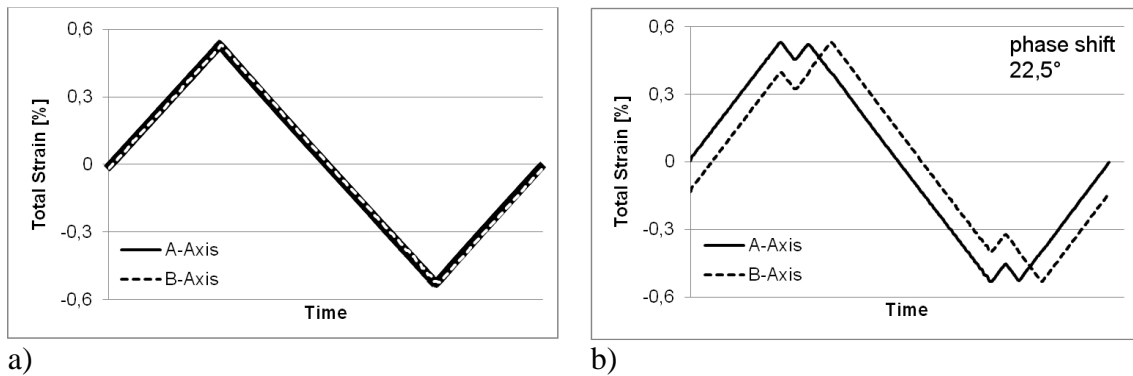 0,6
0,3
0
-0,3
-0,6
Total Strain [%]
A-Axis
B-Axis
Time
a)
0,6
0,3
0
-0,3
-0,6
Total Strain [%]
phase shift
22,5°
A-Axis
B-Axis
Time
b)